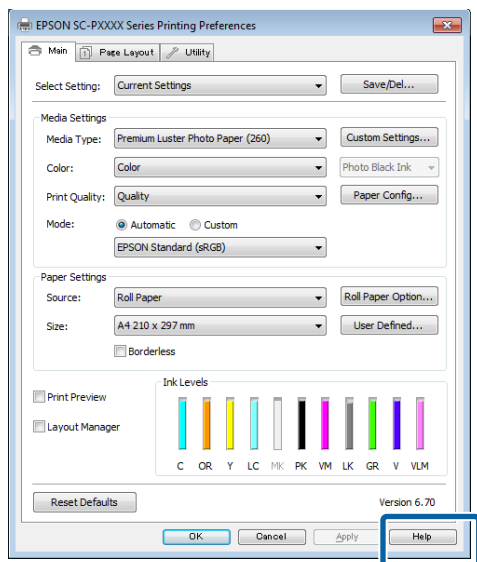 EPSON SC-PXXXX Series Printing Preferences
Main Page Layout Utility
Select Setting: Current Settings Save/Del...
Media Settings
Media Type: Premium Luster Photo Paper (260) Custom Settings...
Color: Color Photo Black Ink
Print Quality: Quality Paper Config...
Mode: Automatic Custom
EPSON Standard (sRGB)
Paper Settings
Source: Roll Paper Roll Paper Option...
Size: A4 210 x 297 mm User Defined...
Borderless
Ink Levels
Print Preview
Layout Manager
C OR Y LC MK PK VM LK GR V VLM
Reset Defaults Version 6.70
OK Cancel Apply Help